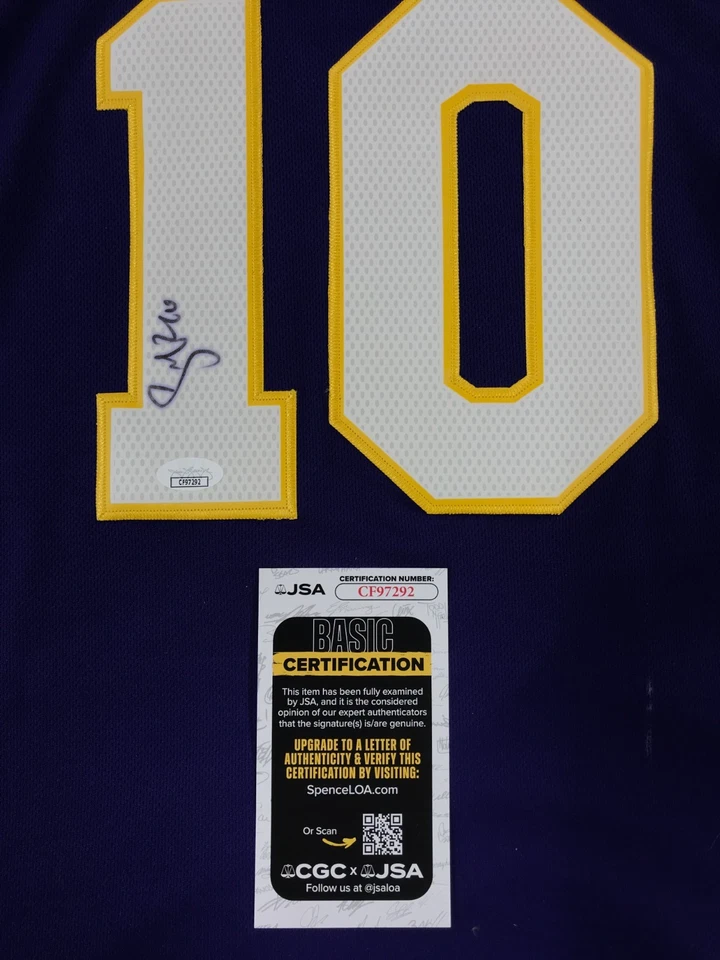 10
CF97292
JSA
CERTIFICATION NUMBER:
CF97292
BASIC
CERTIFICATION
This item has been fully examined
by JSA, and it is the considered
opinion of our expert authenticators
that the signature(s) is/are genuine.
UPGRADE TO A LETTER OF
AUTHENTICITY & VERIFY THIS
CERTIFICATION BY VISITING:
SpenceLOA.com
Or Scan
CGC x JSA
Follow us at @jsaloa